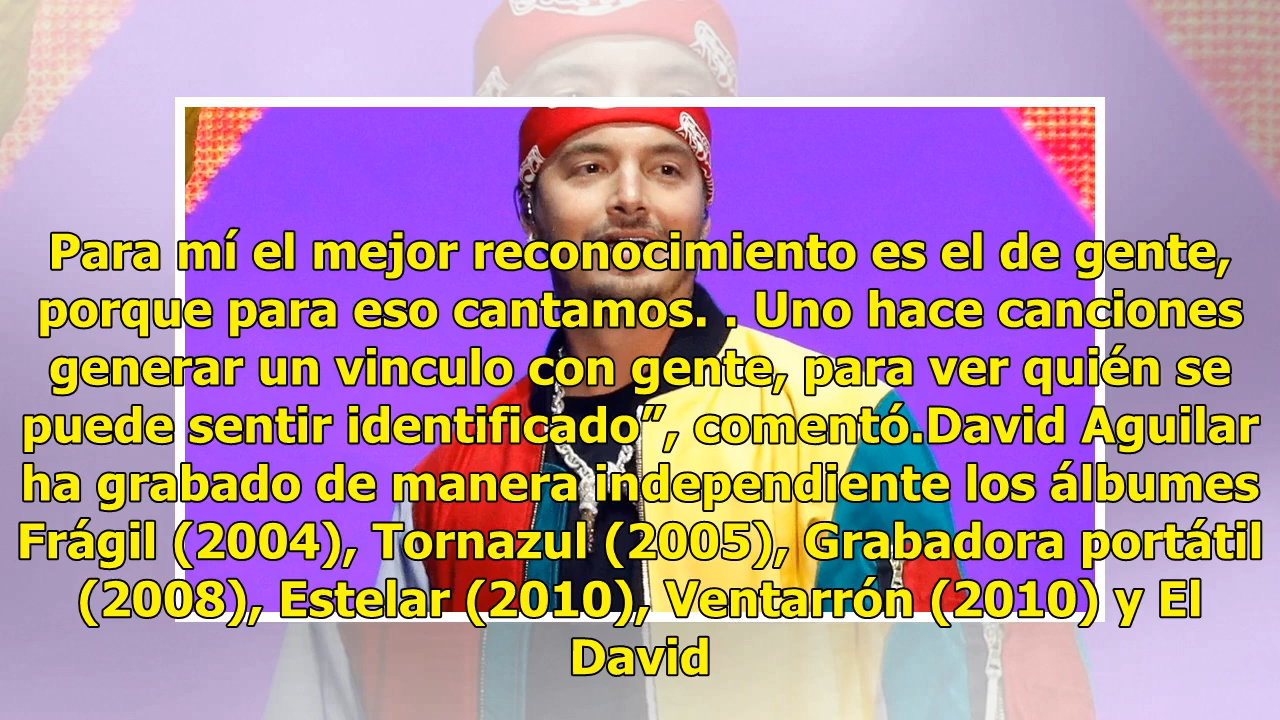 Para mí el mejor reconocimiento es el de gente,
porque para eso cantamos. . Uno hace canciones
generar un vinculo con gente, para ver quién se
puede sentir identificado”, comentó.David Aguilar
ha grabado de manera independiente los álbumes
Frágil (2004), Tornazul (2005), Grabadora portátil
(2008), Estelar (2010), Ventarrón (2010) y El
David